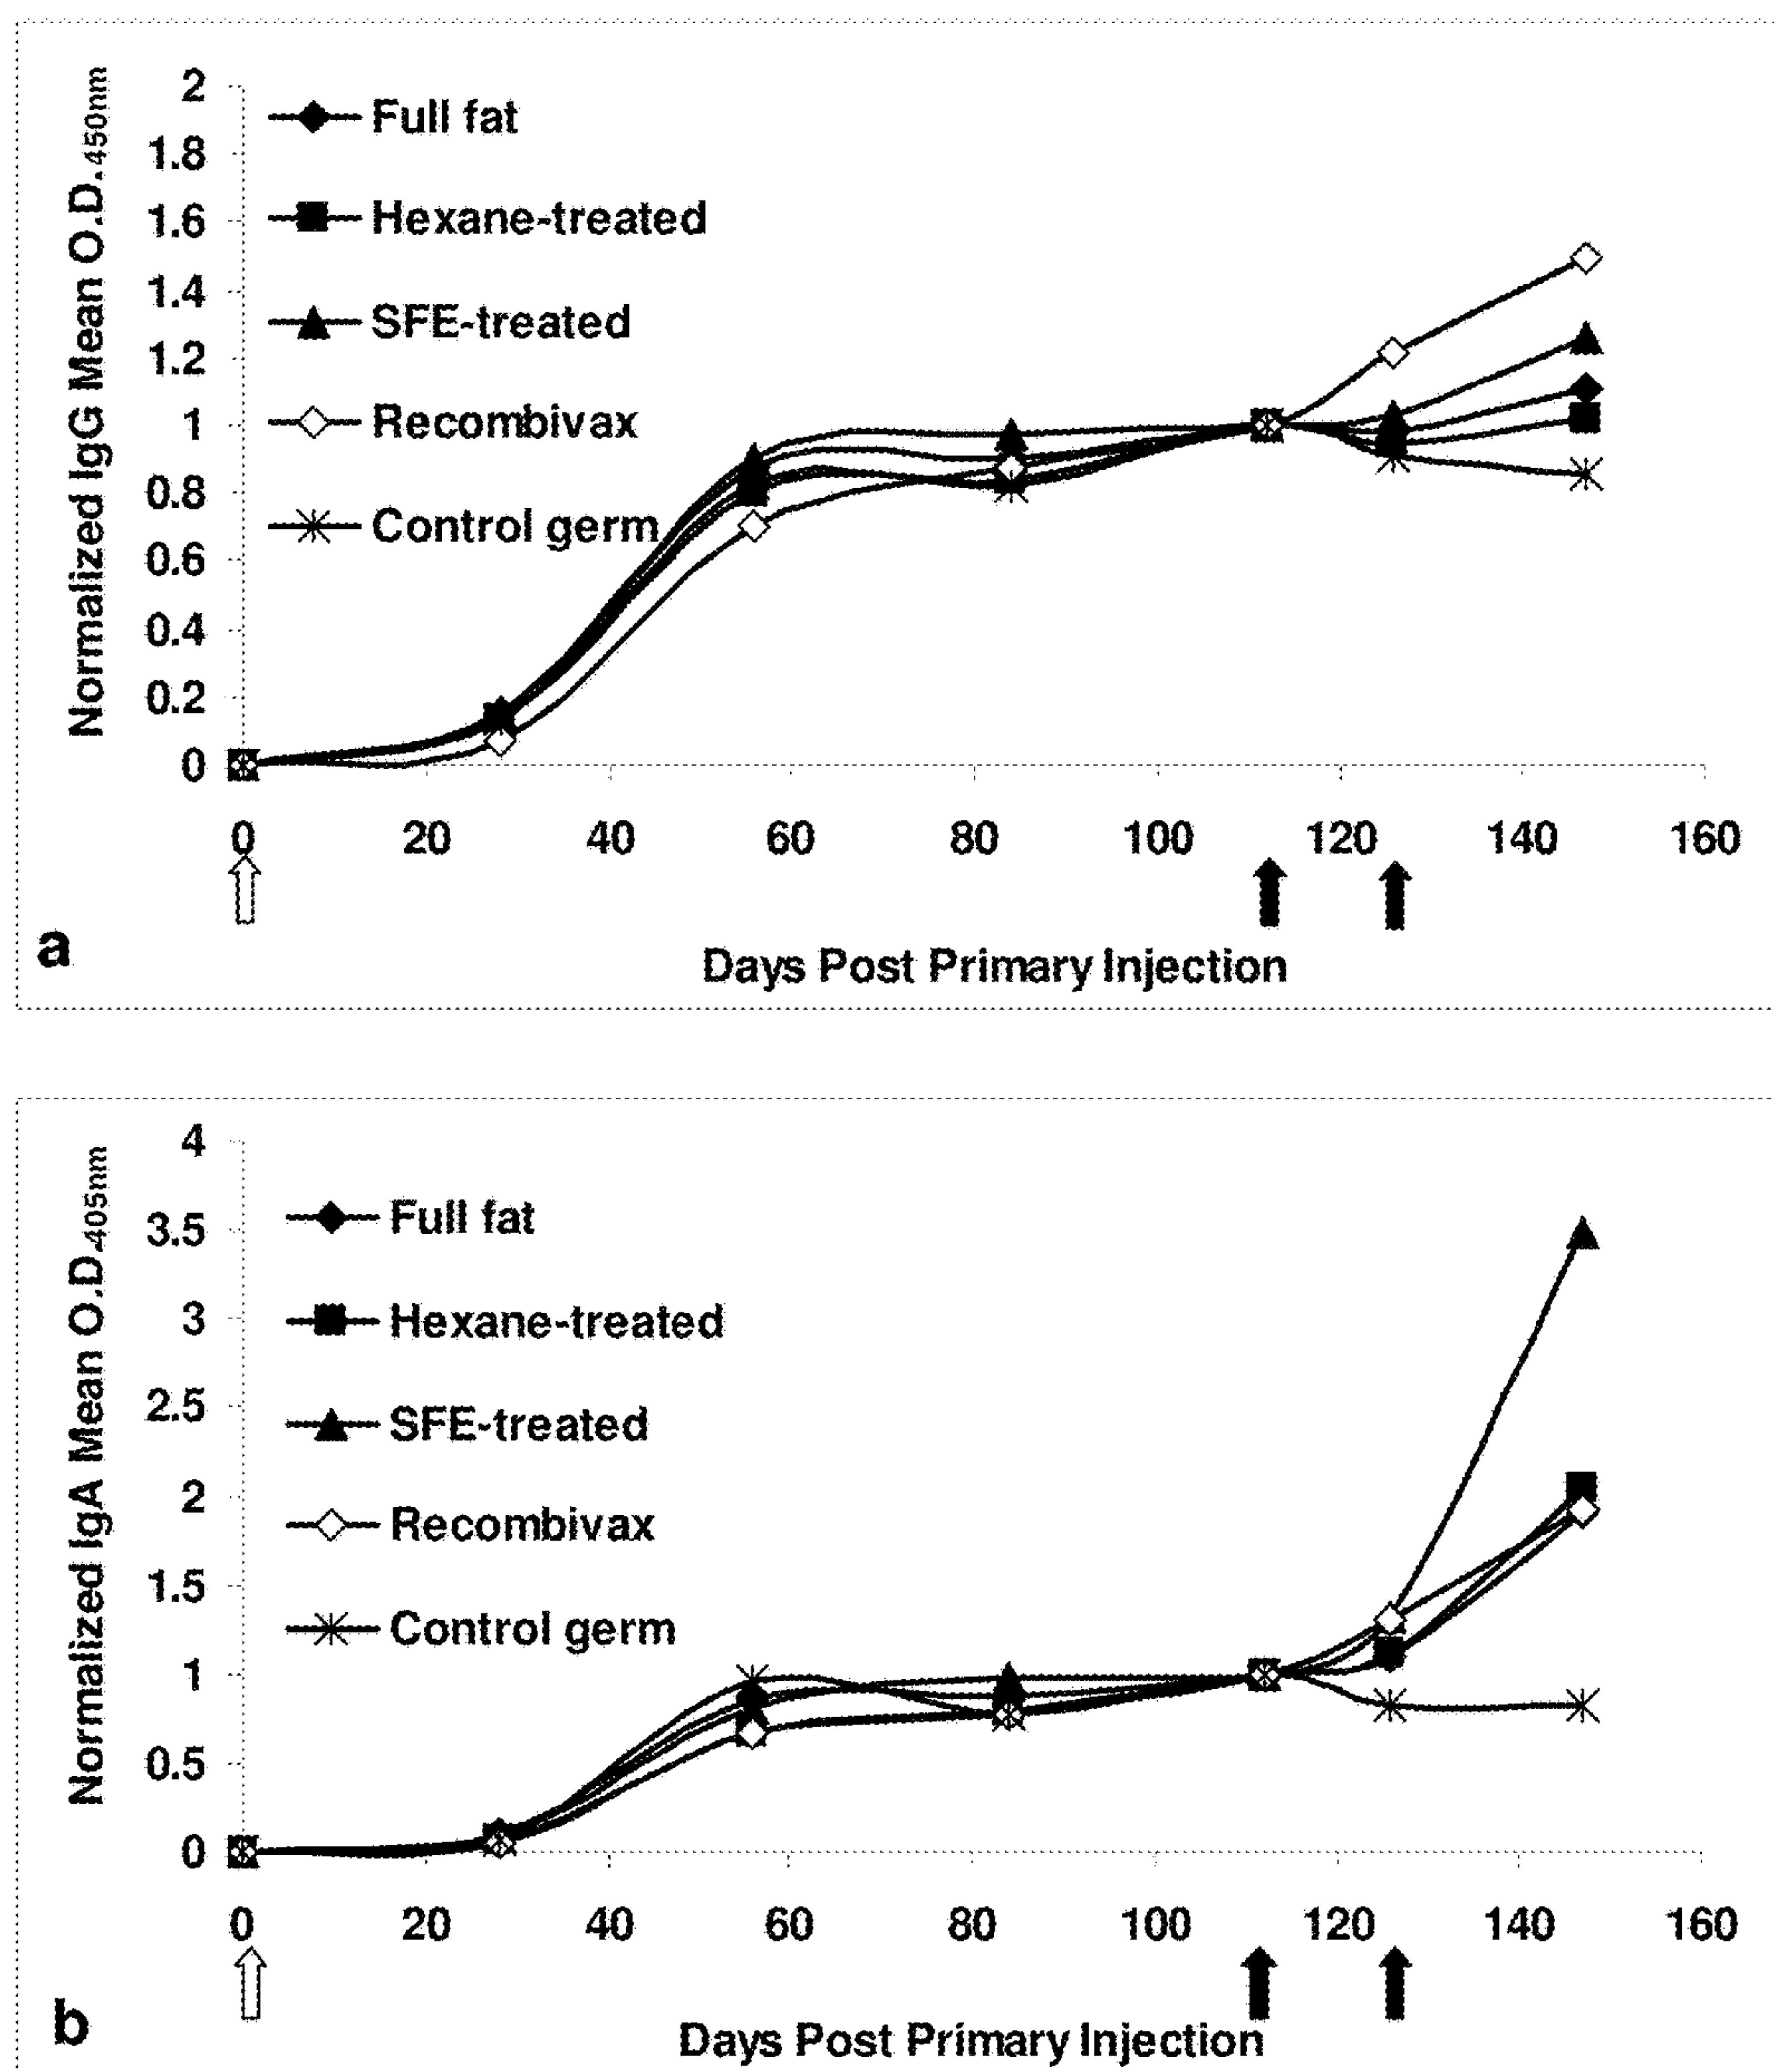 Normalized IgG Mean O.D.450nm
2
1.8
1.6
1.4
1.2
1
0.8
0.6
0.4
0.2
0
Full fat
Hexane-treated
SFE-treated
Recombivax
Control germ
0 20 40 60 80 100 120 140 160
a
Days Post Primary Injection
Normalized IgA Mean O.D.405nm
4
3.5
3
2.5
2
1.5
1
0.5
0
Full fat
Hexane-treated
SFE-treated
Recombivax
Control germ
0 20 40 60 80 100 120 140 160
b
Days Post Primary Injection